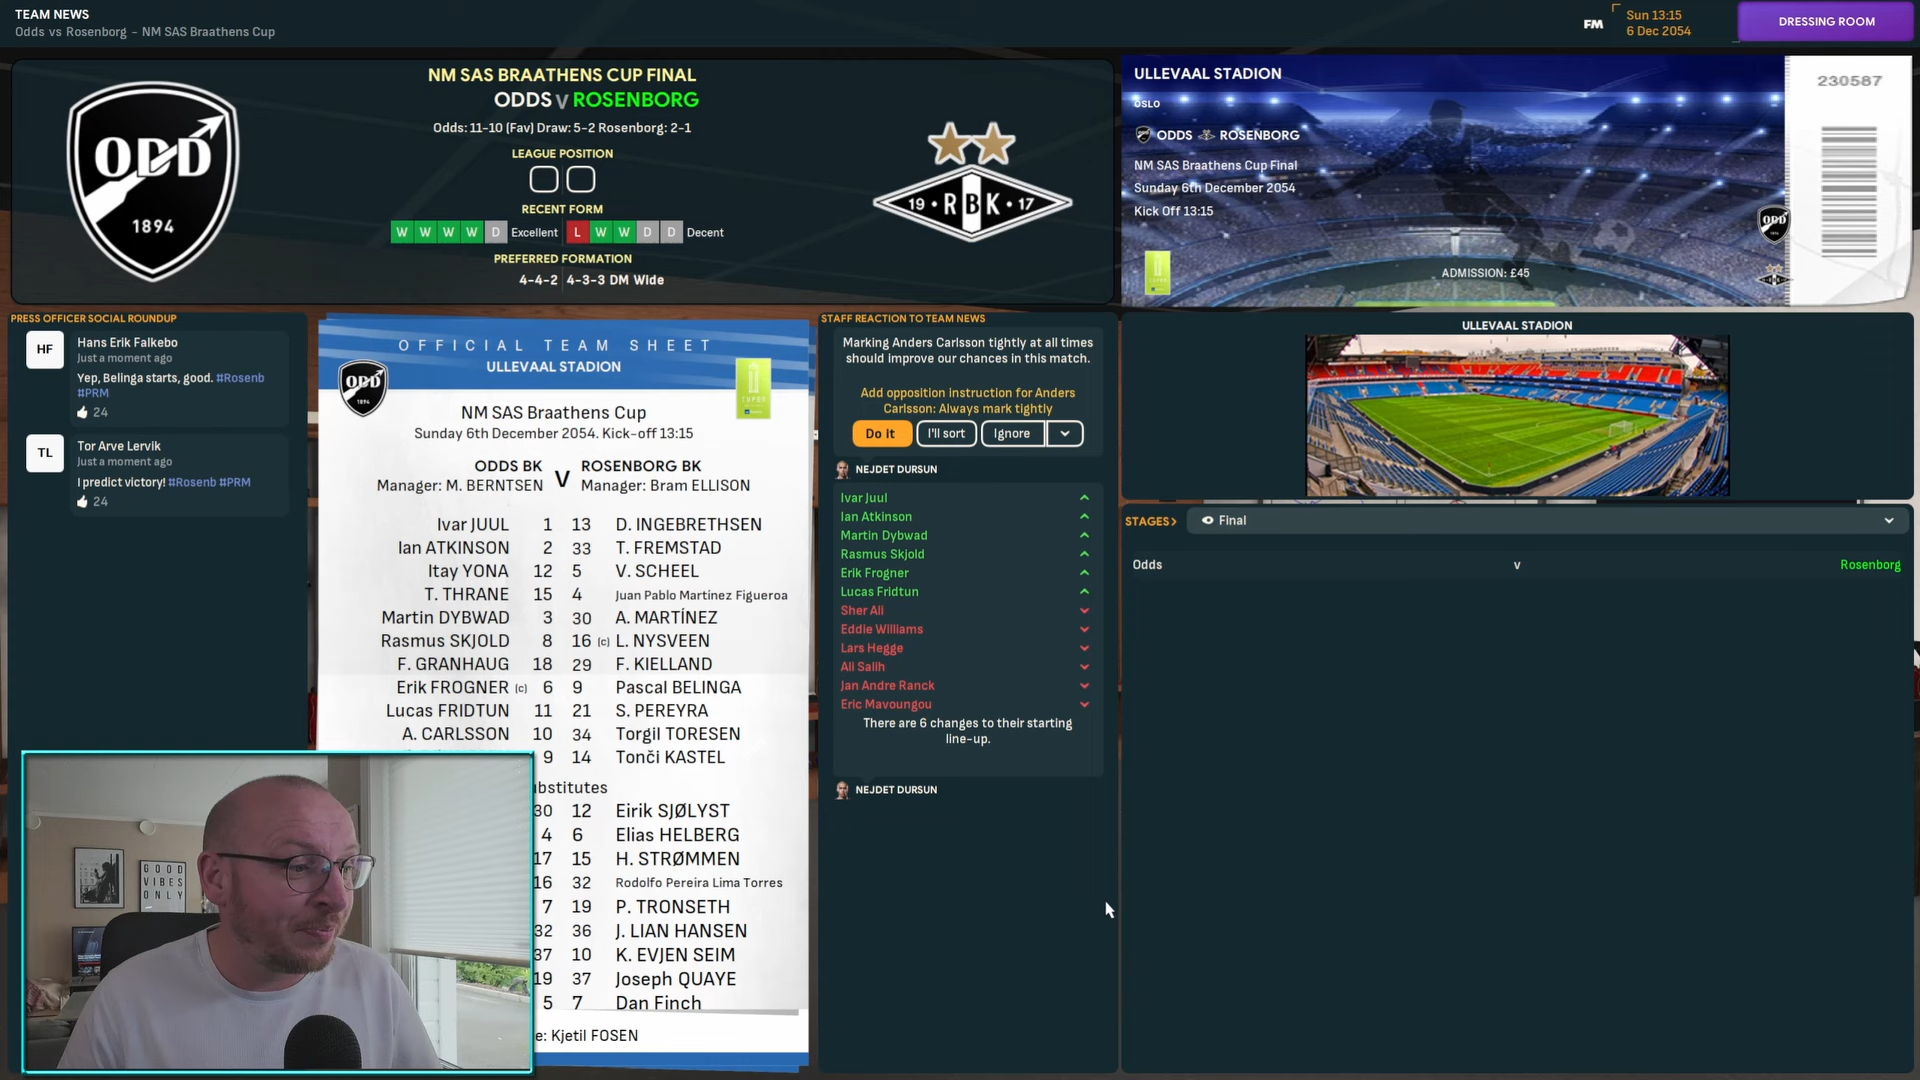 TEAM NEWS
Odds vs Rosenborg - NM SAS Braathens Cup
FM
Sun 13:15
6 Dec 2054
DRESSING ROOM
NM SAS BRAATHENS CUP FINAL
ODDS v ROSENBORG
Odds: 11-10 (Fav) Draw: 5-2 Rosenborg: 2-1
LEAGUE POSITION
RECENT FORM
W W W W D Excellent L W W D D Decent
PREFERRED FORMATION
4-4-2 4-3-3 DM Wide
ODD
1894
19 • RBK • 17
ULLEVAAL STADION
OSLO
ODDS ROSENBORG
NM SAS Braathens Cup Final
Sunday 6th December 2054
Kick Off 13:15
ADMISSION: £45
230587
PRESS OFFICER SOCIAL ROUNDUP
HF
Hans Erik Falkebo
Just a moment ago
Yep, Belinga starts, good. #Rosenb
#PRM
24
TL
Tor Arve Lervik
Just a moment ago
I predict victory! #Rosenb #PRM
24
OFFICIAL TEAM SHEET
ULLEVAAL STADION
ODD
1894
NM SAS Braathens Cup
Sunday 6th December 2054. Kick-off 13:15
ODDS BK V ROSENBORG BK
Manager: M. BERNTSEN Manager: Bram ELLISON
Ivar JUUL 1 13 D. INGEBRETHSEN
Ian ATKINSON 2 33 T. FREMSTAD
Itay YONA 12 5 V. SCHEEL
T. THRANE 15 4 Juan Pablo Martínez Figueroa
Martin DYBWAD 3 30 A. MARTÍNEZ
Rasmus SKJOLD 8 16 (c) L. NYSVEEN
F. GRANHAUG 18 29 F. KIELLAND
Erik FROGNER (c) 6 9 Pascal BELINGA
Lucas FRIDTUN 11 21 S. PEREYRA
A. CARLSSON 10 34 Torgil TORESEN
9 14 Tonči KASTEL
ubstitutes
30 12 Eirik SJØLYST
4 6 Elias HELBERG
17 15 H. STRØMMEN
16 32 Rodolfo Pereira Lima Torres
7 19 P. TRONSETH
32 36 J. LIAN HANSEN
37 10 K. EVJEN SEIM
19 37 Joseph QUAYE
5 7 Dan Finch
e: Kjetil FOSEN
STAFF REACTION TO TEAM NEWS
Marking Anders Carlsson tightly at all times
should improve our chances in this match.
Add opposition instruction for Anders
Carlsson: Always mark tightly
Do it I'll sort Ignore
NEJDET DURSUN
Ivar Juul
Ian Atkinson
Martin Dybwad
Rasmus Skjold
Erik Frogner
Lucas Fridtun
Sher Ali
Eddie Williams
Lars Hegge
Ali Salih
Jan Andre Ranck
Eric Mavoungou
There are 6 changes to their starting
line-up.
NEJDET DURSUN
ULLEVAAL STADION
STAGES> Final
Odds v Rosenborg
GOOD
VIBES
ONLY